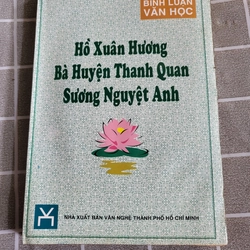 BÌNH LUẬN
VĂN HỌC
Hồ Xuân Hương
Bà Huyện Thanh Quan
Sương Nguyệt Anh
NHÀ XUẤT BẢN VĂN NGHỆ THÀNH PHỐ HỒ CHÍ MINH